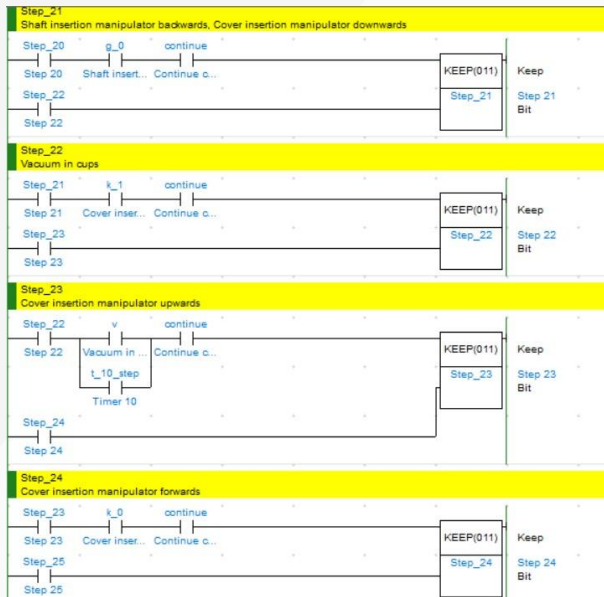 Step_21
Shaft insertion manipulator backwards, Cover insertion manipulator downwards
Step_20 g_0 continue
Step 20 Shaft insert... Continue c...
KEEP(011) Keep
Step_22
Step_21 Step 21
Bit
Step 22
Step_22
Vacuum in cups
Step_21 k_1 continue
Step 21 Cover inser... Continue c...
KEEP(011) Keep
Step_23
Step_22 Step 22
Bit
Step 23
Step_23
Cover insertion manipulator upwards
Step_22 v continue
Step 22 Vacuum in ... Continue c...
KEEP(011) Keep
t_10_step
Step_23 Step 23
Bit
Timer 10
Step_24
Step 24
Step_24
Cover insertion manipulator forwards
Step_23 k_0 continue
Step 23 Cover inser... Continue c...
KEEP(011) Keep
Step_25
Step_24 Step 24
Bit
Step 25